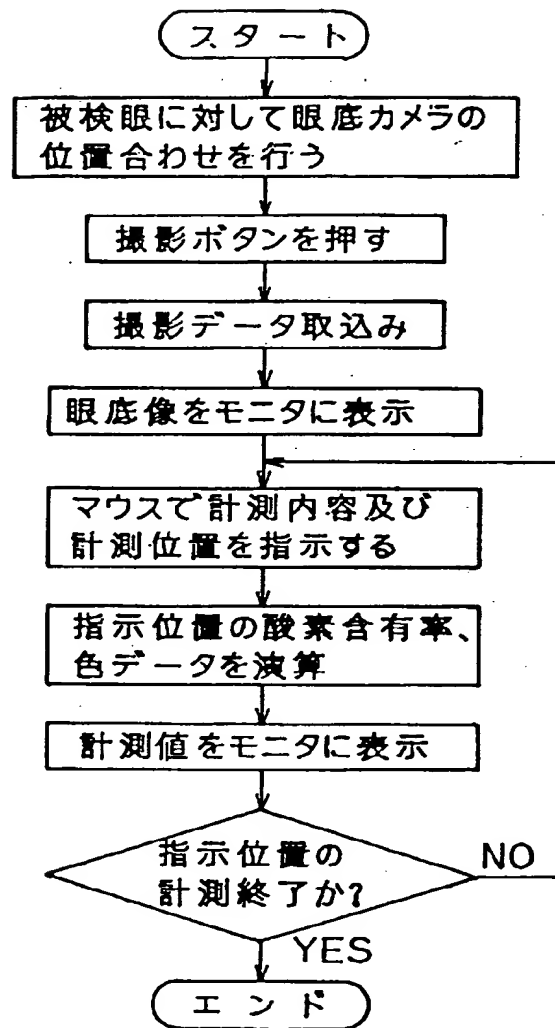 スタート
被検眼に対して眼底カメラの
位置合わせを行う
撮影ボタンを押す
撮影データ取込み
眼底像をモニタに表示
マウスで計測内容及び
計測位置を指示する
指示位置の酸素含有率、
色データを演算
計測値をモニタに表示
指示位置の
計測終了か?
NO
YES
エンド